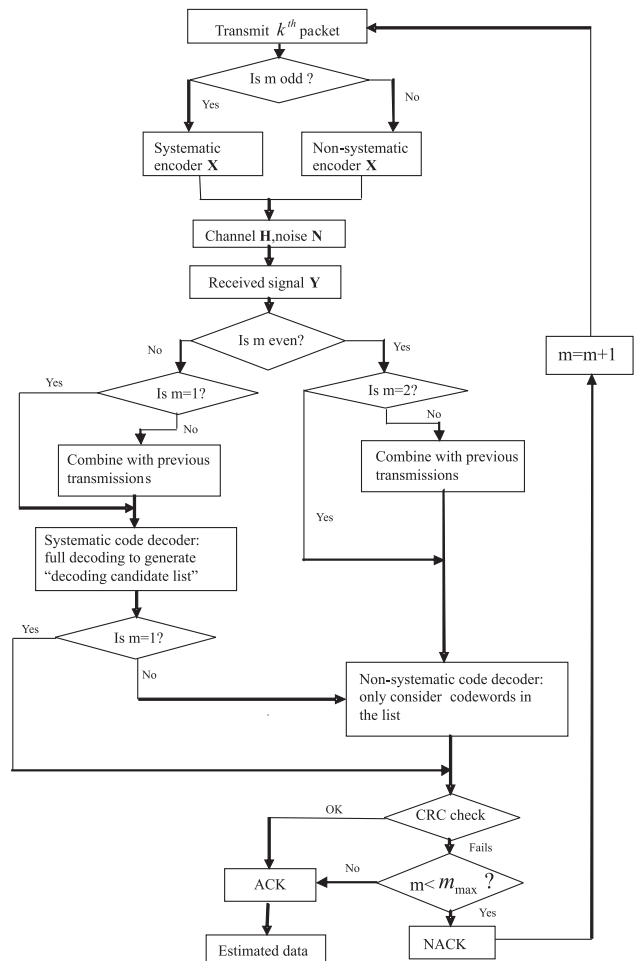 Transmit k^th packet
Is m odd ?
Yes
No
Systematic
encoder X
Non-systematic
encoder X
Channel H,noise N
Received signal Y
Is m even?
No
Yes
m=m+1
Yes
Is m=1?
Is m=2?
No
No
Combine with previous
transmissions
Combine with previous
transmissions
Yes
Systematic code decoder:
full decoding to generate
“decoding candidate list”
Yes
Is m=1?
No
Non-systematic code decoder:
only consider codewords in
the list
OK
CRC check
Fails
No
m< m_max ?
ACK
Yes
NACK
Estimated data